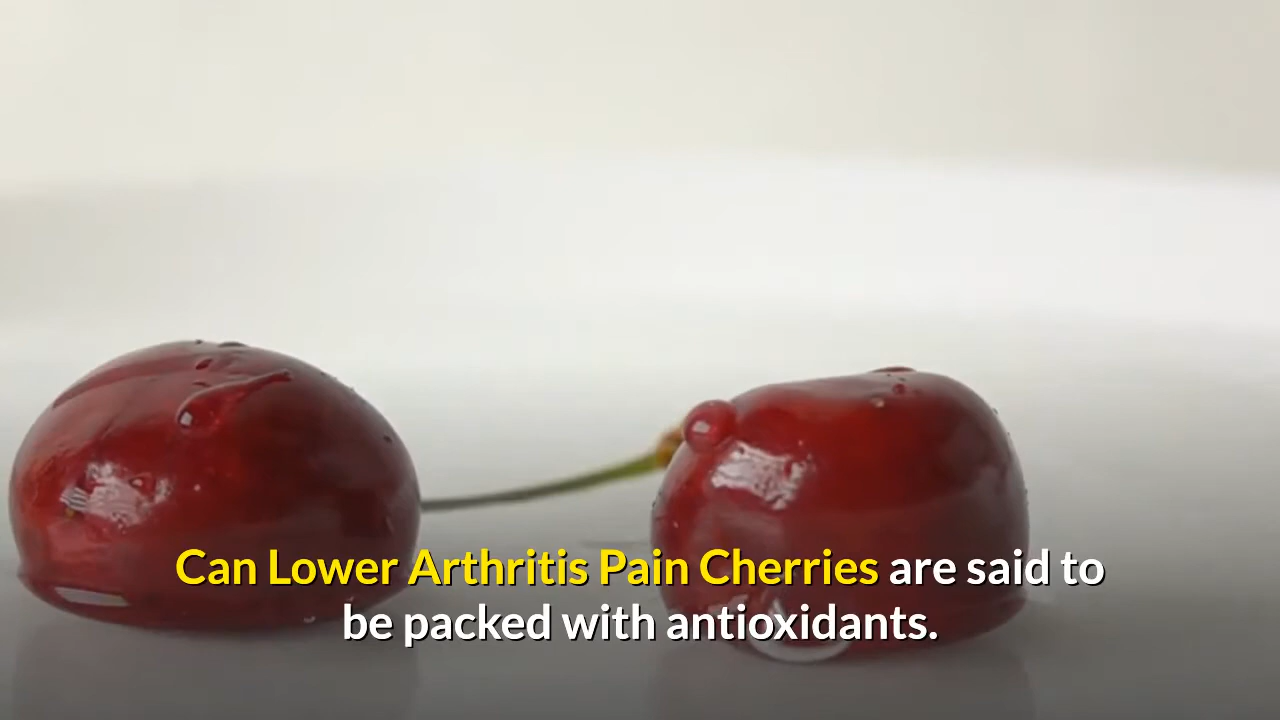 Can Lower Arthritis Pain Cherries are said to
be packed with antioxidants.